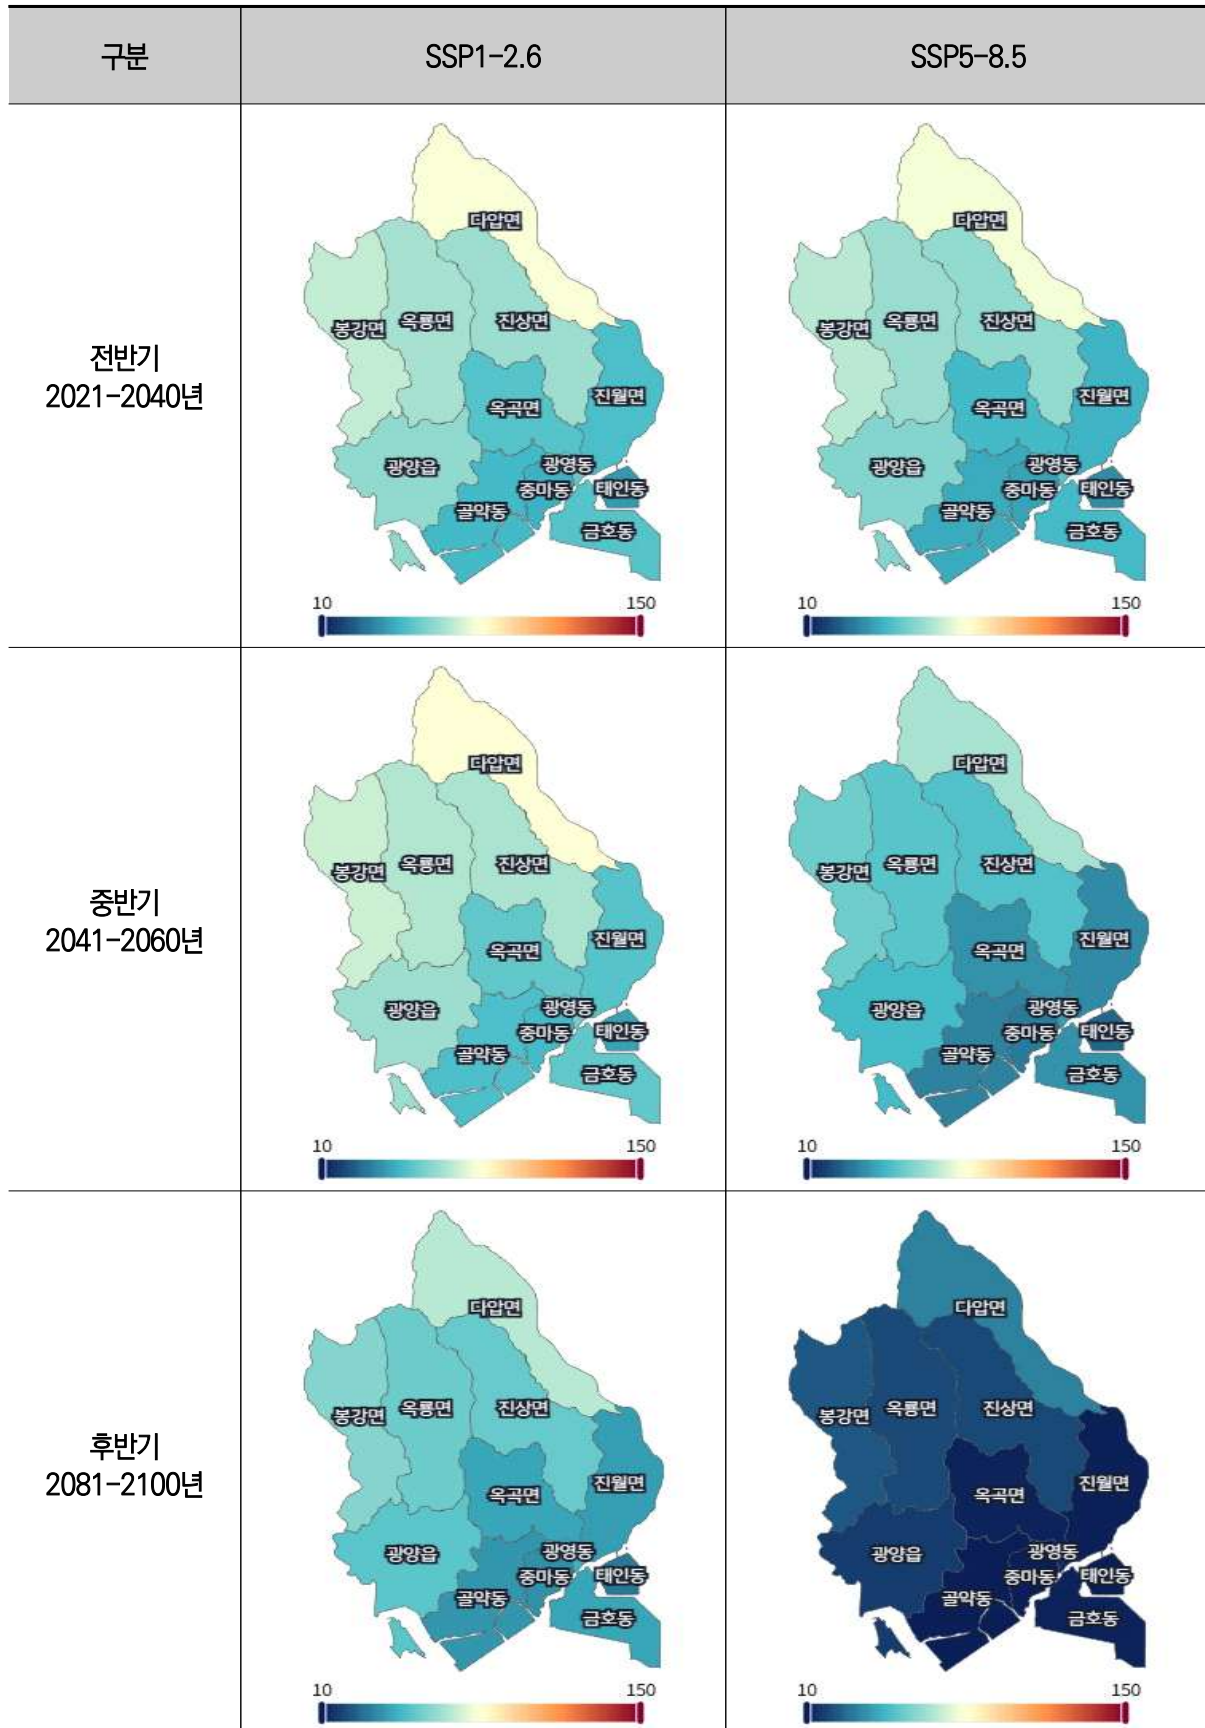 구분
SSP1-2.6
SSP5-8.5
전반기
2021-2040년
다압면
봉강면
옥룡면
진상면
옥곡면
진월면
광양읍
광영동
중마동
태인동
골약동
금호동
10
150
다압면
봉강면
옥룡면
진상면
옥곡면
진월면
광양읍
광영동
중마동
태인동
골약동
금호동
10
150
중반기
2041-2060년
다압면
봉강면
옥룡면
진상면
옥곡면
진월면
광양읍
광영동
중마동
태인동
골약동
금호동
10
150
다압면
봉강면
옥룡면
진상면
옥곡면
진월면
광양읍
광영동
중마동
태인동
골약동
금호동
10
150
후반기
2081-2100년
다압면
봉강면
옥룡면
진상면
옥곡면
진월면
광양읍
광영동
중마동
태인동
골약동
금호동
10
150
다압면
봉강면
옥룡면
진상면
옥곡면
진월면
광양읍
광영동
중마동
태인동
골약동
금호동
10
150